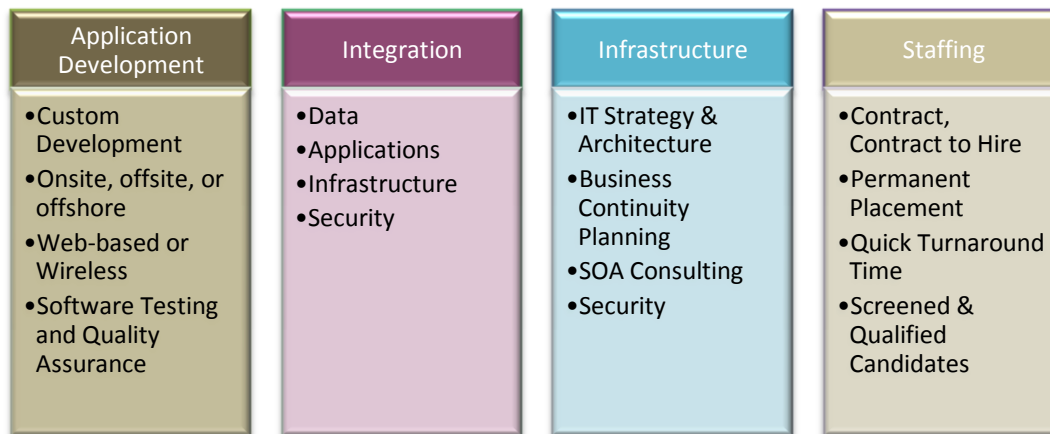 Application
Development
•Custom
Development
•Onsite, offsite, or
offshore
•Web-based or
Wireless
•Software Testing
and Quality
Assurance
Integration
•Data
•Applications
•Infrastructure
•Security
Infrastructure
•IT Strategy &
Architecture
•Business
Continuity
Planning
•SOA Consulting
•Security
Staffing
•Contract,
Contract to Hire
•Permanent
Placement
•Quick Turnaround
Time
•Screened &
Qualified
Candidates